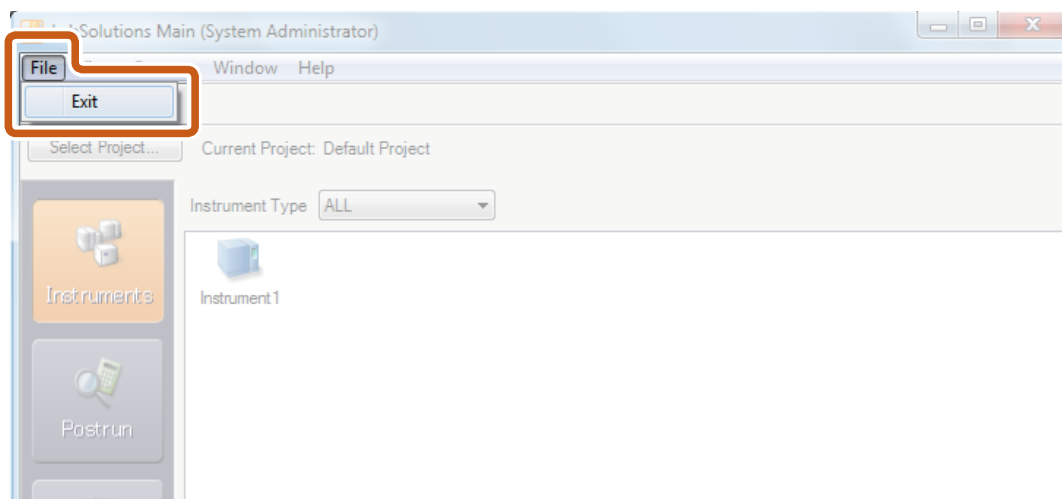 Solutions Main (System Administrator)
File Window Help
Exit
Select Project... Current Project: Default Project
Instrument Type ALL
Instruments
Instrument1
Postrun